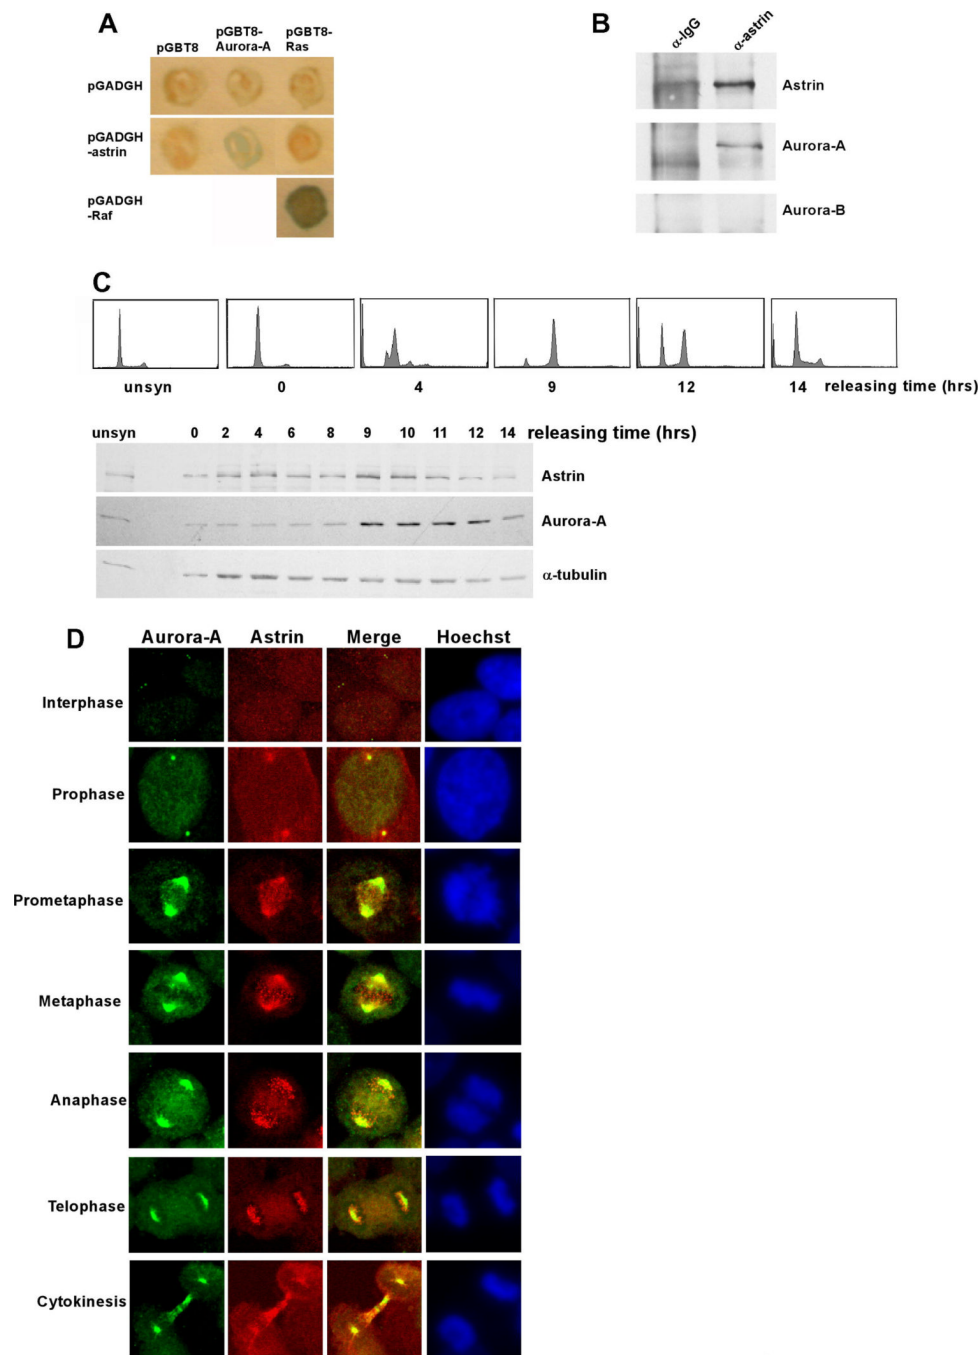 A
pGBT8
pGBT8-
Aurora-A
pGBT8-
Ras
pGADGH
pGADGH
-astrin
pGADGH
-Raf
B
α-IgG
α-astrin
Astrin
Aurora-A
Aurora-B
C
unsyn 0 4 9 12 14 releasing time (hrs)
unsyn 0 2 4 6 8 9 10 11 12 14 releasing time (hrs)
Astrin
Aurora-A
α-tubulin
D
Aurora-A Astrin Merge Hoechst
Interphase
Prophase
Prometaphase
Metaphase
Anaphase
Telophase
Cytokinesis